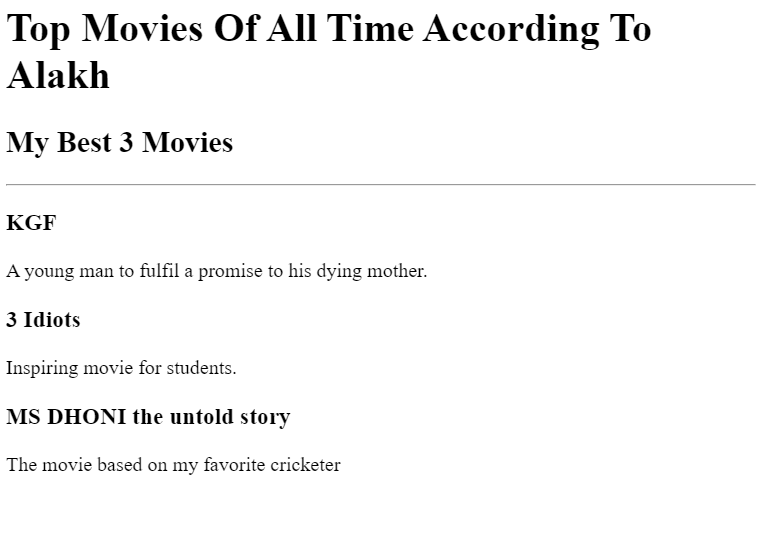 Top Movies Of All Time According To
Alakh
My Best 3 Movies
KGF
A young man to fulfil a promise to his dying mother.
3 Idiots
Inspiring movie for students.
MS DHONI the untold story
The movie based on my favorite cricketer